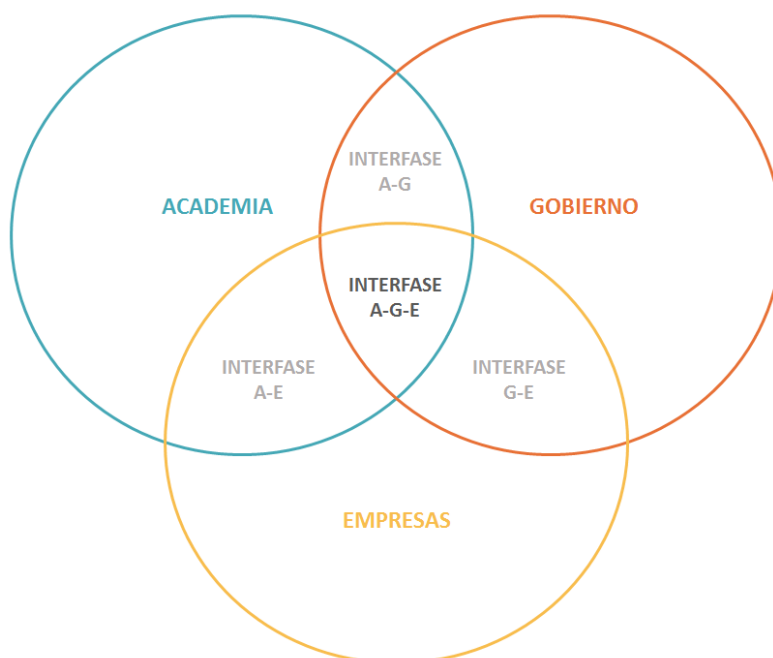 INTERFASE
A-G
ACADEMIA
GOBIERNO
INTERFASE
A-G-E
INTERFASE
A-E
INTERFASE
G-E
EMPRESAS